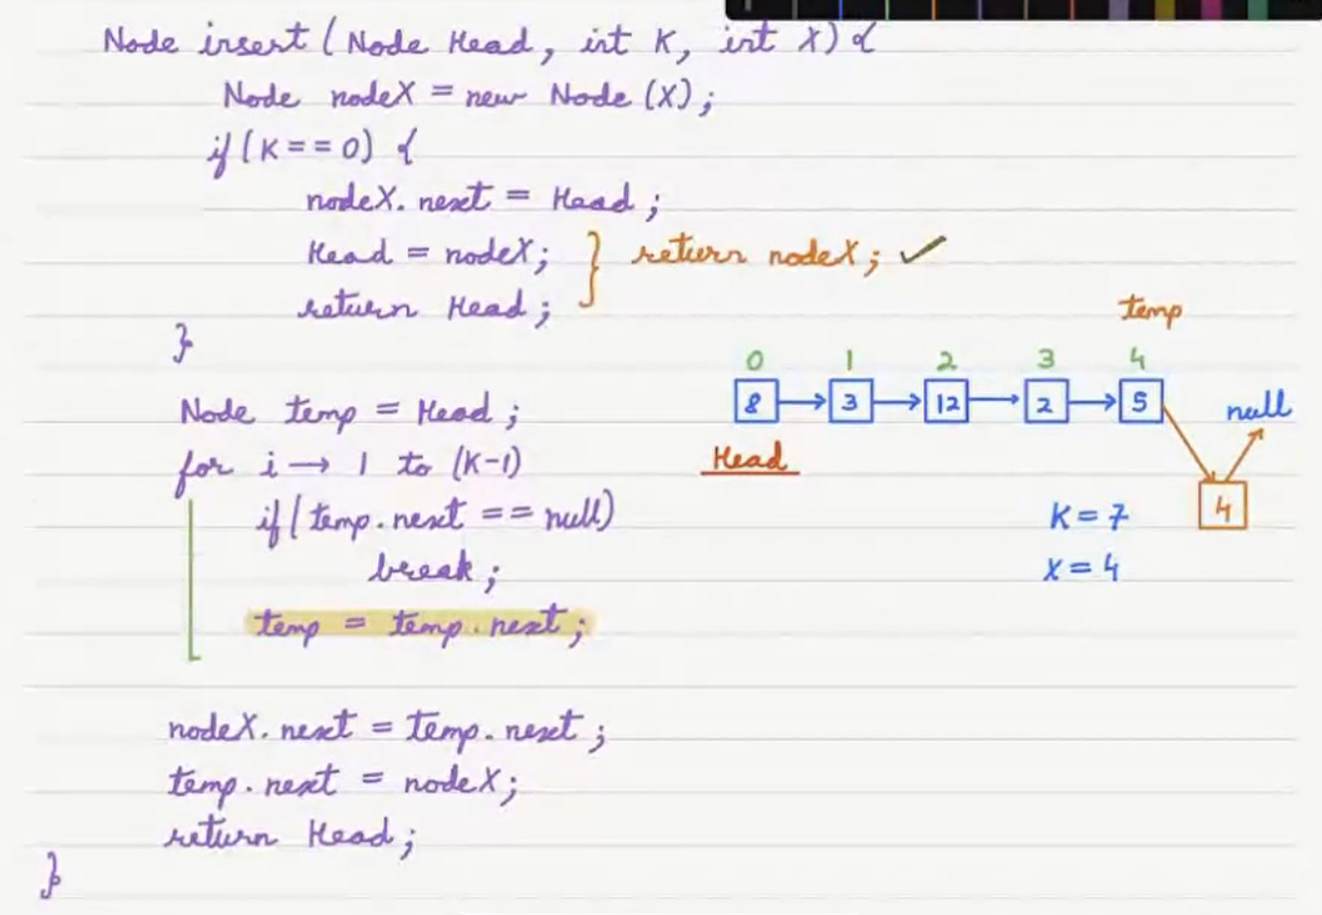 Node insert (Node Head, int K, int X) {
Node nodeX = new Node (X);
if (K == 0) {
nodeX. next = Head ;
Head = nodeX; } return nodeX; ✓
return Head ;
}
temp
0 1 2 3 4
8 → 3 → 12 → 2 → 5
null
Head
4
Node temp = Head ;
for i → 1 to (K-1)
if ( temp. next == null)
break ;
temp = temp. next ;
K = 7
X = 4
nodeX. next = temp. next ;
temp. next = nodeX;
return Head ;
}